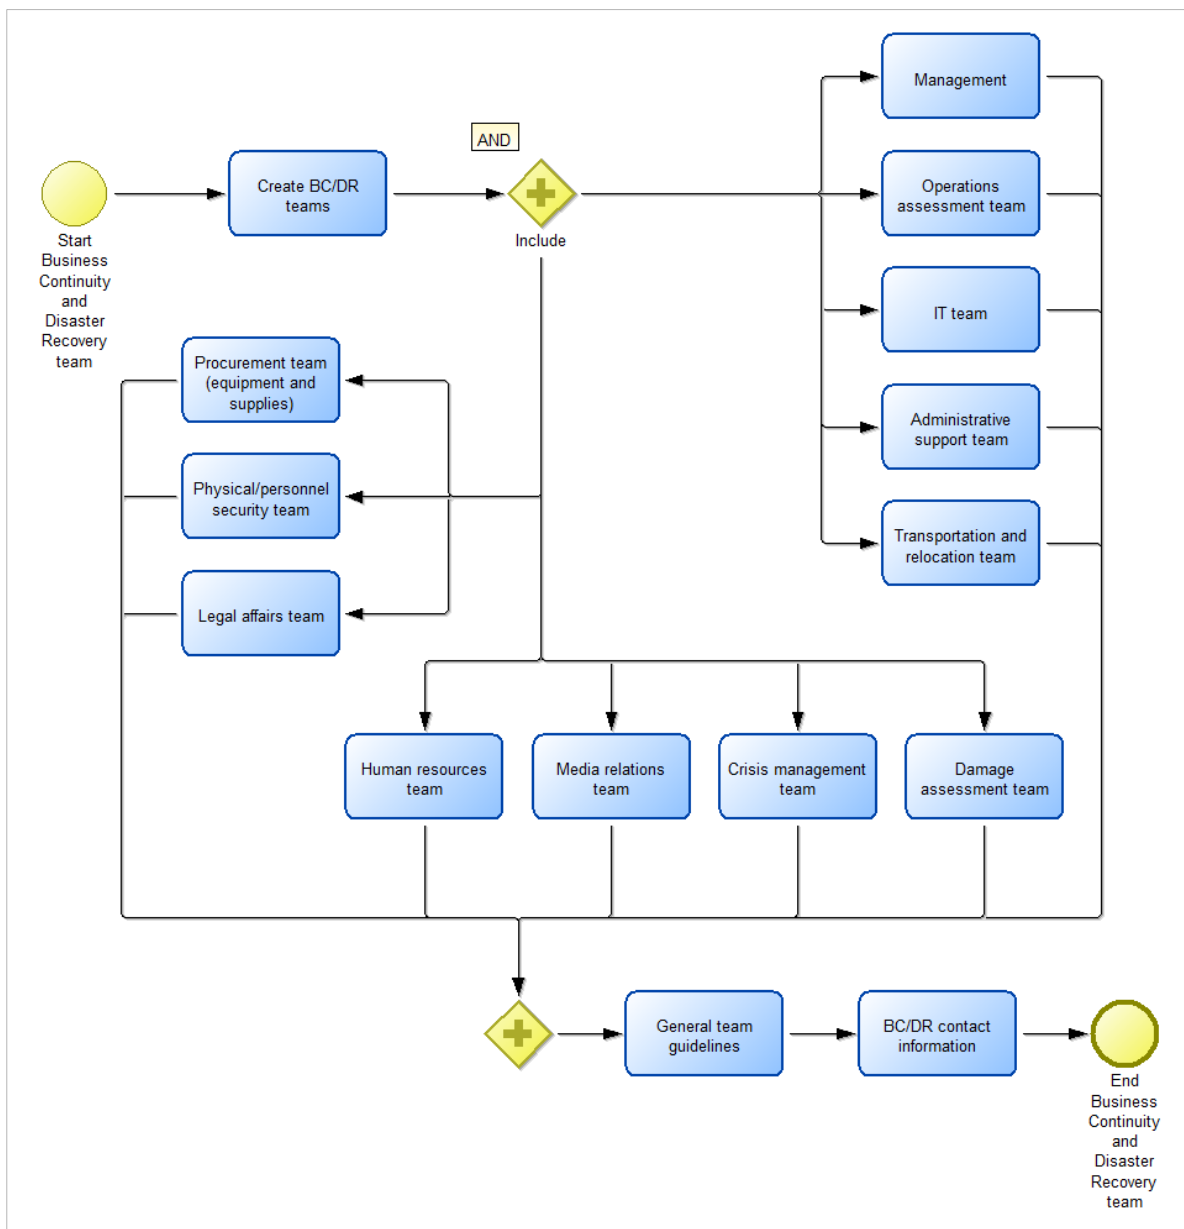 Management
AND
Create BC/DR
teams
Operations
assessment team
Start
Business
Continuity
and
Disaster
Recovery
team
Include
IT team
Procurement team
(equipment and
supplies)
Administrative
support team
Physical/personnel
security team
Transportation and
relocation team
Legal affairs team
Human resources
team
Media relations
team
Crisis management
team
Damage
assessment team
General team
guidelines
BC/DR contact
information
End
Business
Continuity
and
Disaster
Recovery
team